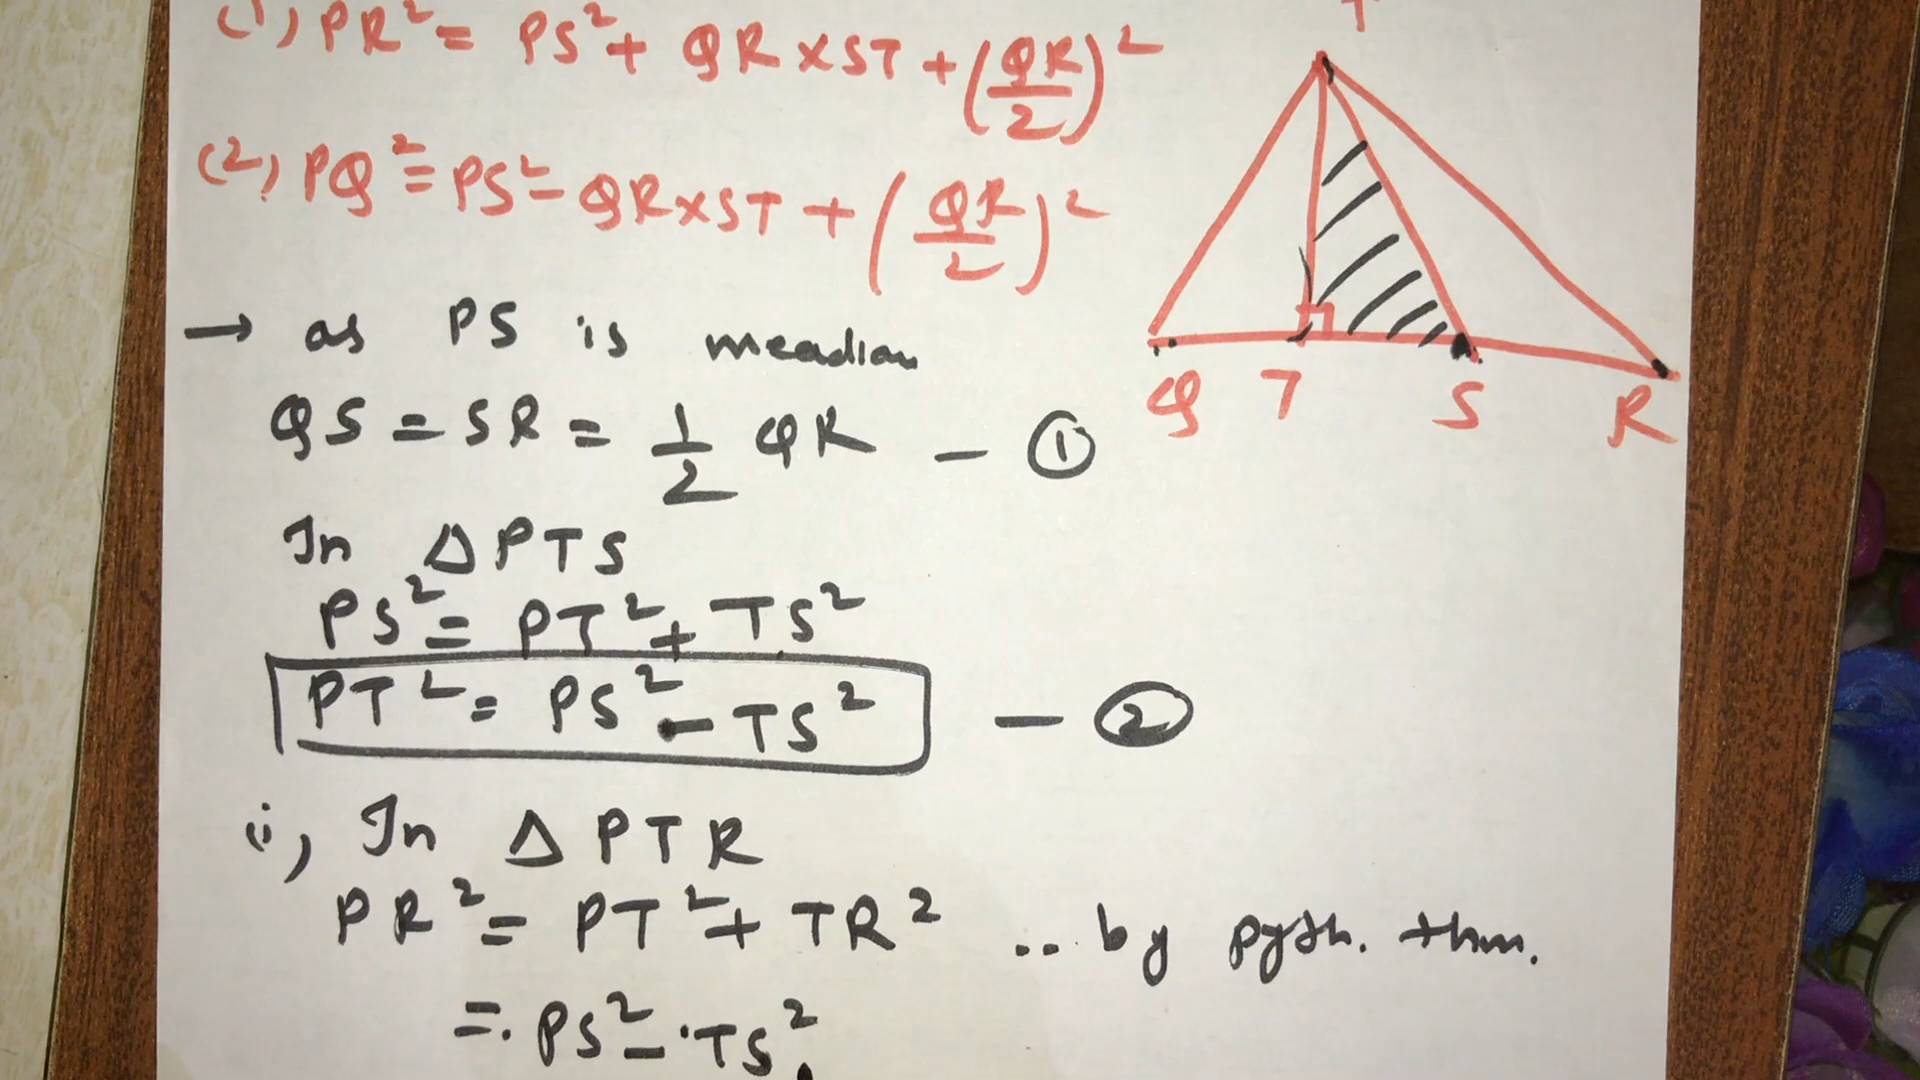 (1) PR² = PS² + QR × ST + (QR/2)²
(2) PQ² = PS² - QR × ST + (QR/2)²
→ as PS is meadian
QS = SR = 1/2 QR - ①
In △PTS
PS² = PT² + TS²
PT² = PS² - TS² - ②
i) In △PTR
PR² = PT² + TR² .. by pyth. thm.
= PS² - TS²
Q T S R